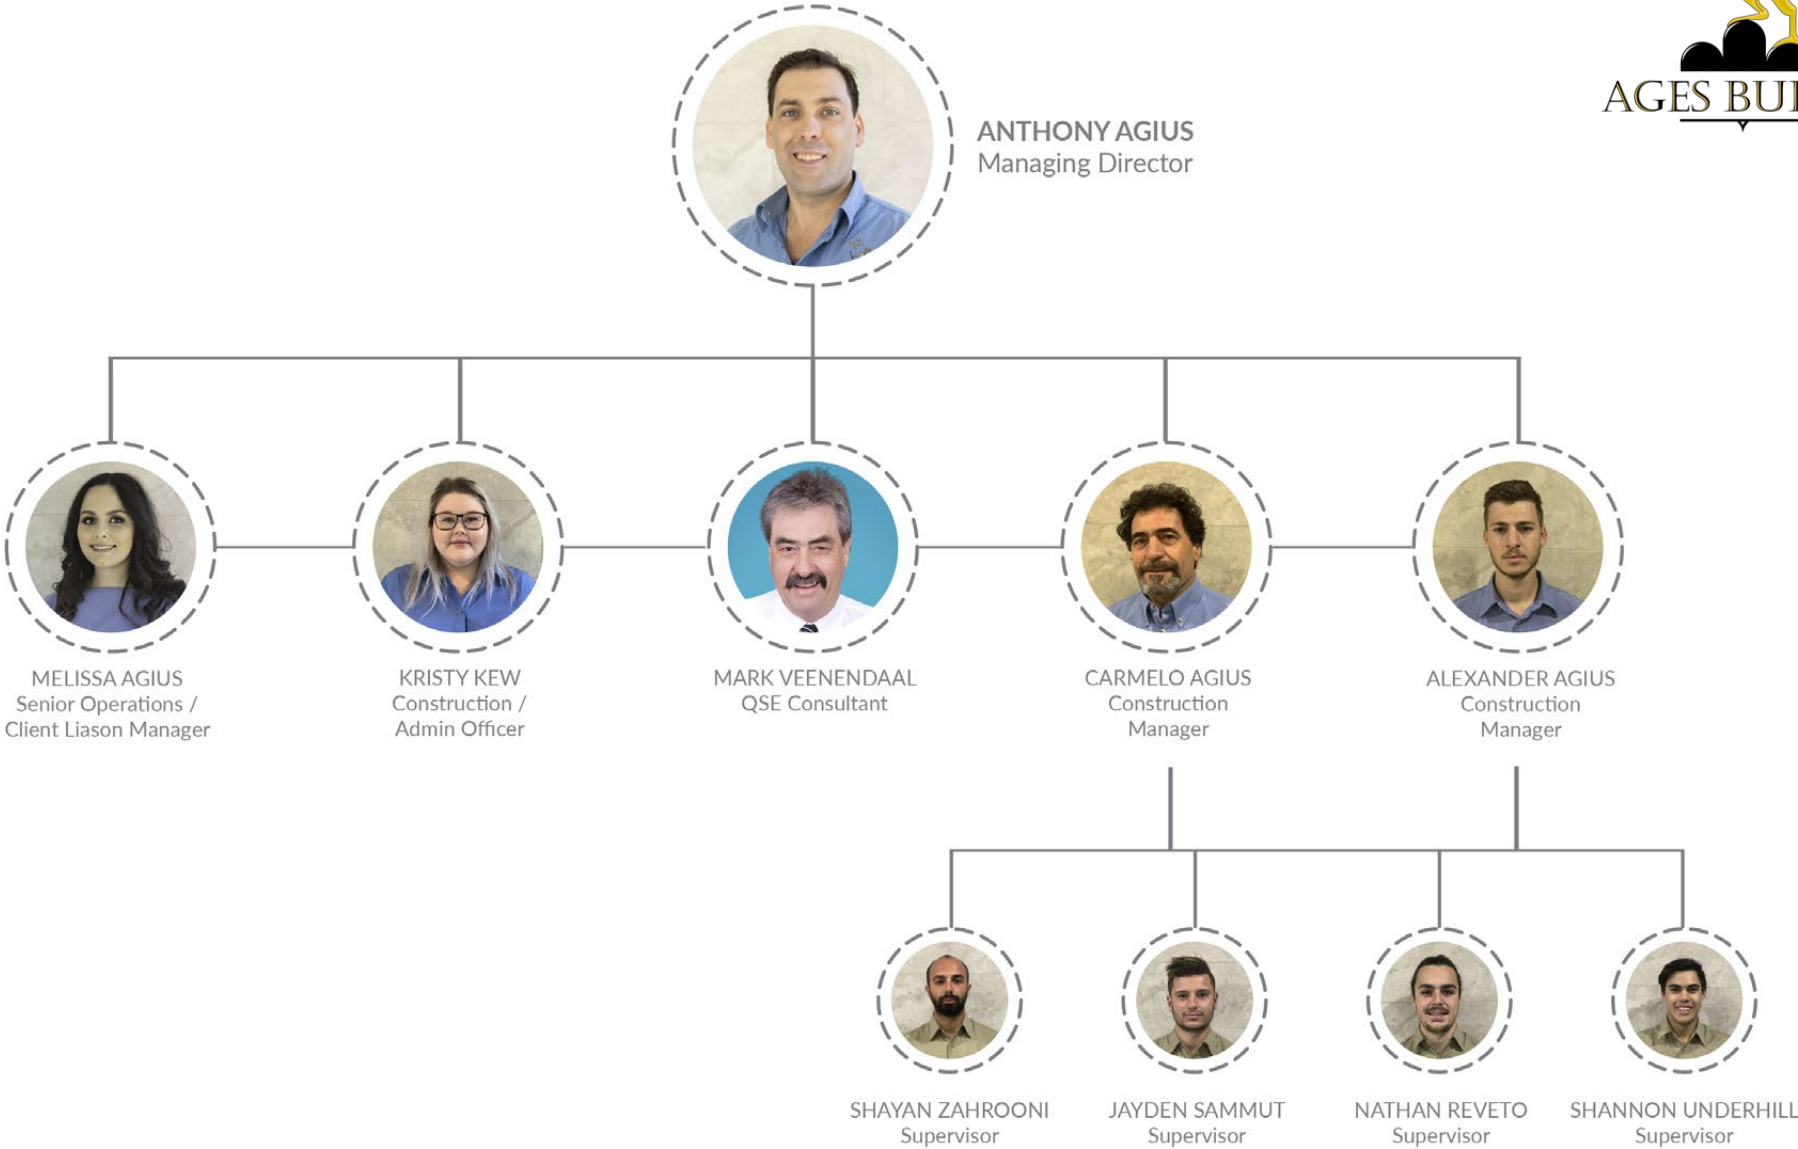 AGES BUI
ANTHONY AGIUS
Managing Director
MELISSA AGIUS
Senior Operations /
Client Liason Manager
KRISTY KEW
Construction /
Admin Officer
MARK VEENENDAAL
QSE Consultant
CARMELO AGIUS
Construction
Manager
ALEXANDER AGIUS
Construction
Manager
SHAYAN ZAHROONI
Supervisor
JAYDEN SAMMUT
Supervisor
NATHAN REVETO
Supervisor
SHANNON UNDERHILL
Supervisor